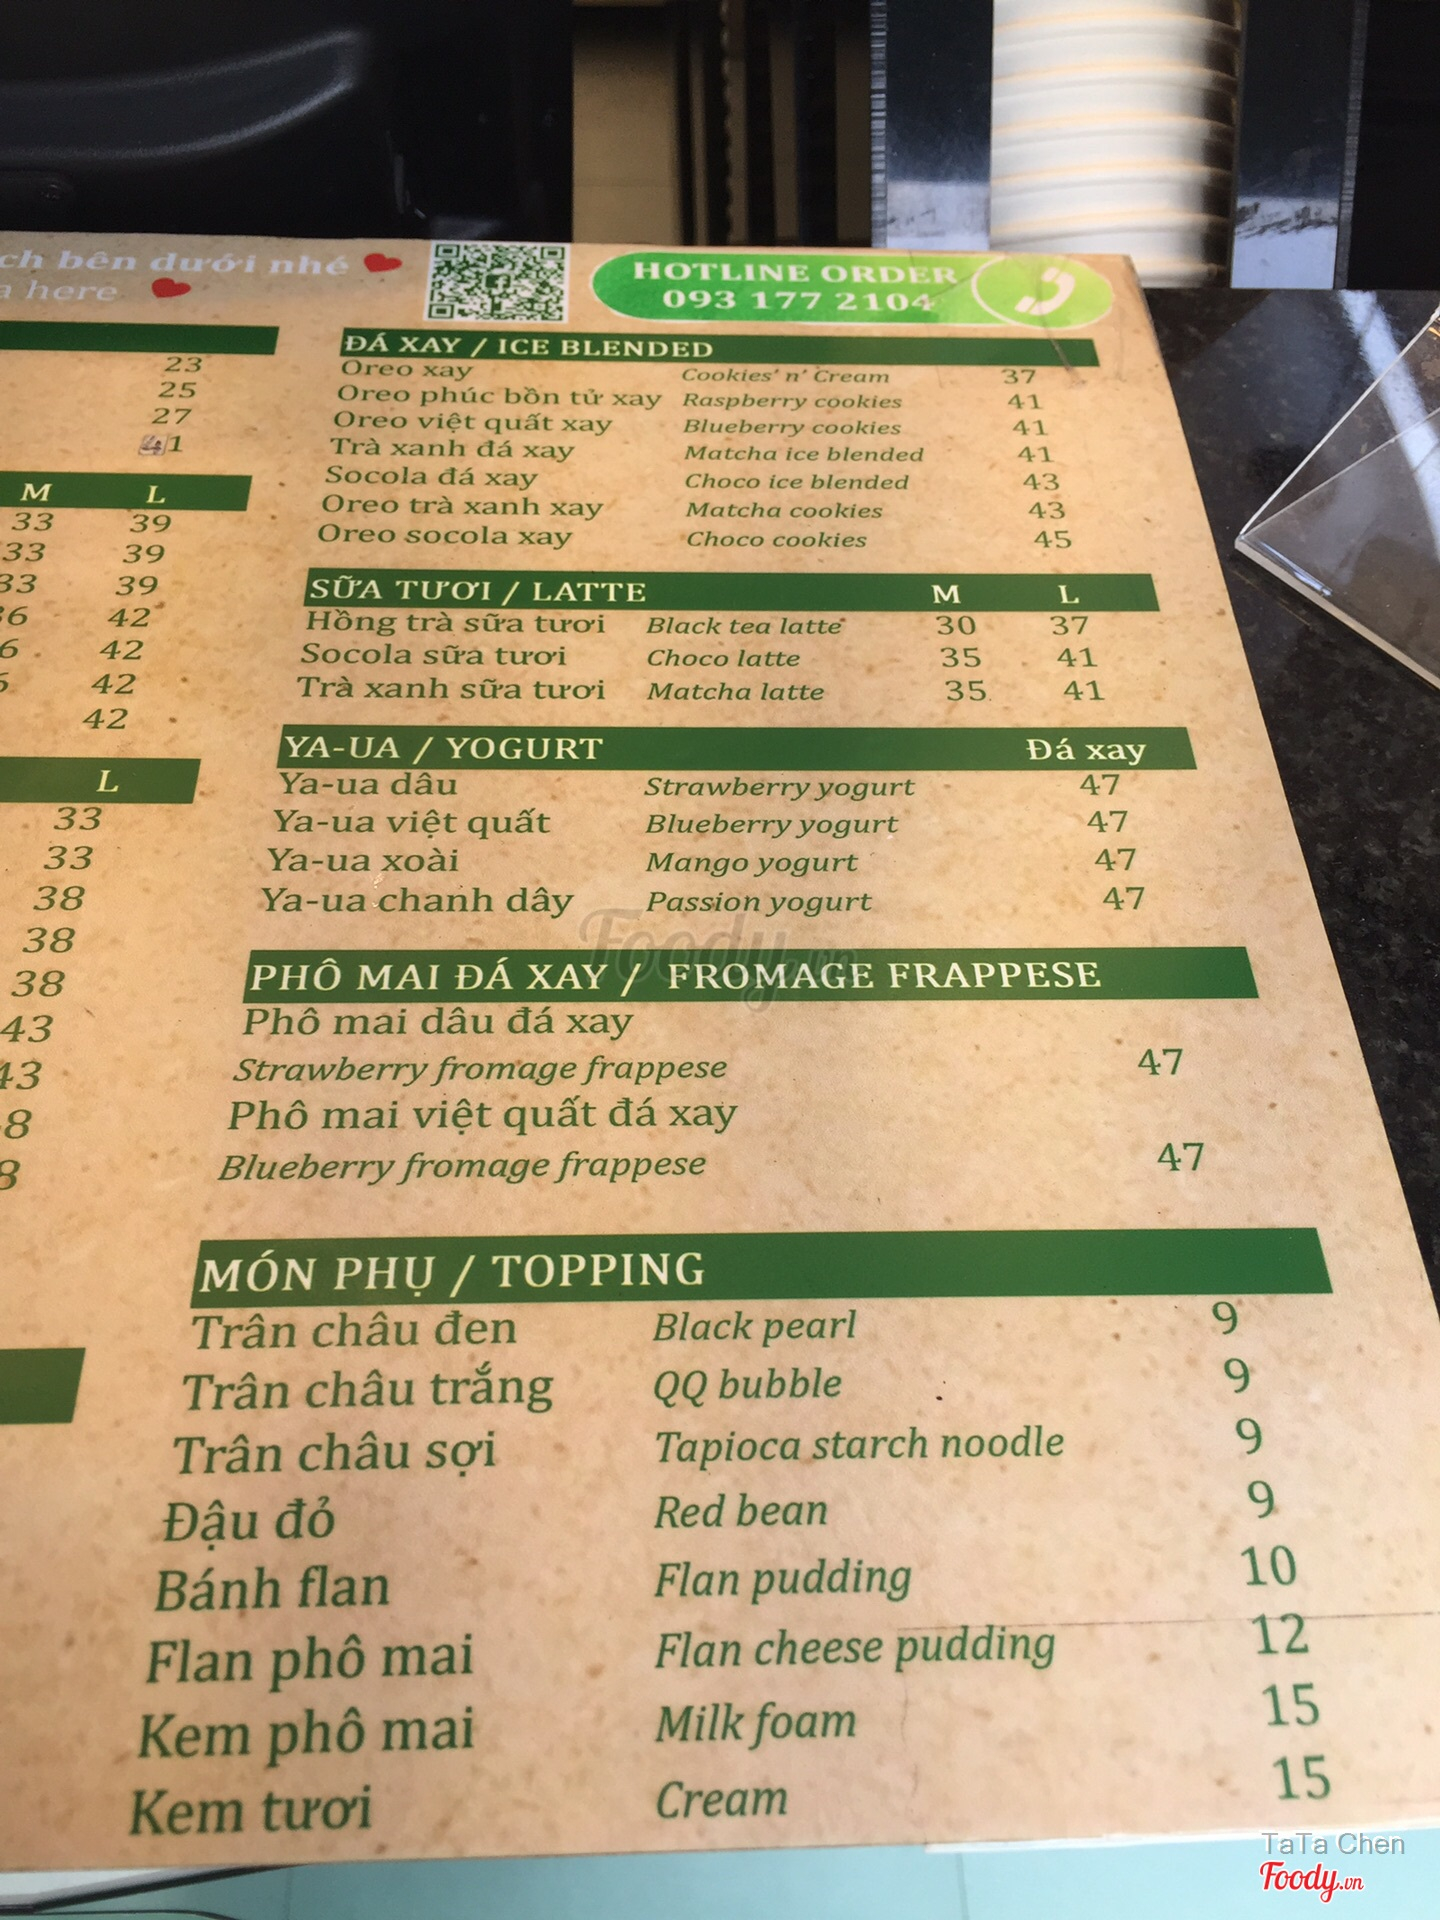 ch bên dưới nhé
a here
HOTLINE ORDER
093 177 2104
23
25
27
41
M L
33 39
33 39
33 39
36 42
6 42
6 42
42
L
33
33
38
38
38
43
43
8
8
ĐÁ XAY / ICE BLENDED
Oreo xay Cookies' n' Cream 37
Oreo phúc bồn tử xay Raspberry cookies 41
Oreo việt quất xay Blueberry cookies 41
Trà xanh đá xay Matcha ice blended 41
Socola đá xay Choco ice blended 43
Oreo trà xanh xay Matcha cookies 43
Oreo socola xay Choco cookies 45
SỮA TƯƠI / LATTE M L
Hồng trà sữa tươi Black tea latte 30 37
Socola sữa tươi Choco latte 35 41
Trà xanh sữa tươi Matcha latte 35 41
YA-UA / YOGURT Đá xay
Ya-ua dâu Strawberry yogurt 47
Ya-ua việt quất Blueberry yogurt 47
Ya-ua xoài Mango yogurt 47
Ya-ua chanh dây Passion yogurt 47
PHÔ MAI ĐÁ XAY / FROMAGE FRAPPESE
Phô mai dâu đá xay
Strawberry fromage frappese 47
Phô mai việt quất đá xay
Blueberry fromage frappese 47
MÓN PHỤ / TOPPING
Trân châu đen Black pearl 9
Trân châu trắng QQ bubble 9
Trân châu sợi Tapioca starch noodle 9
Đậu đỏ Red bean 9
Bánh flan Flan pudding 10
Flan phô mai Flan cheese pudding 12
Kem phô mai Milk foam 15
Kem tươi Cream 15
Foody.vn
TaTa Chen
Foody.vn